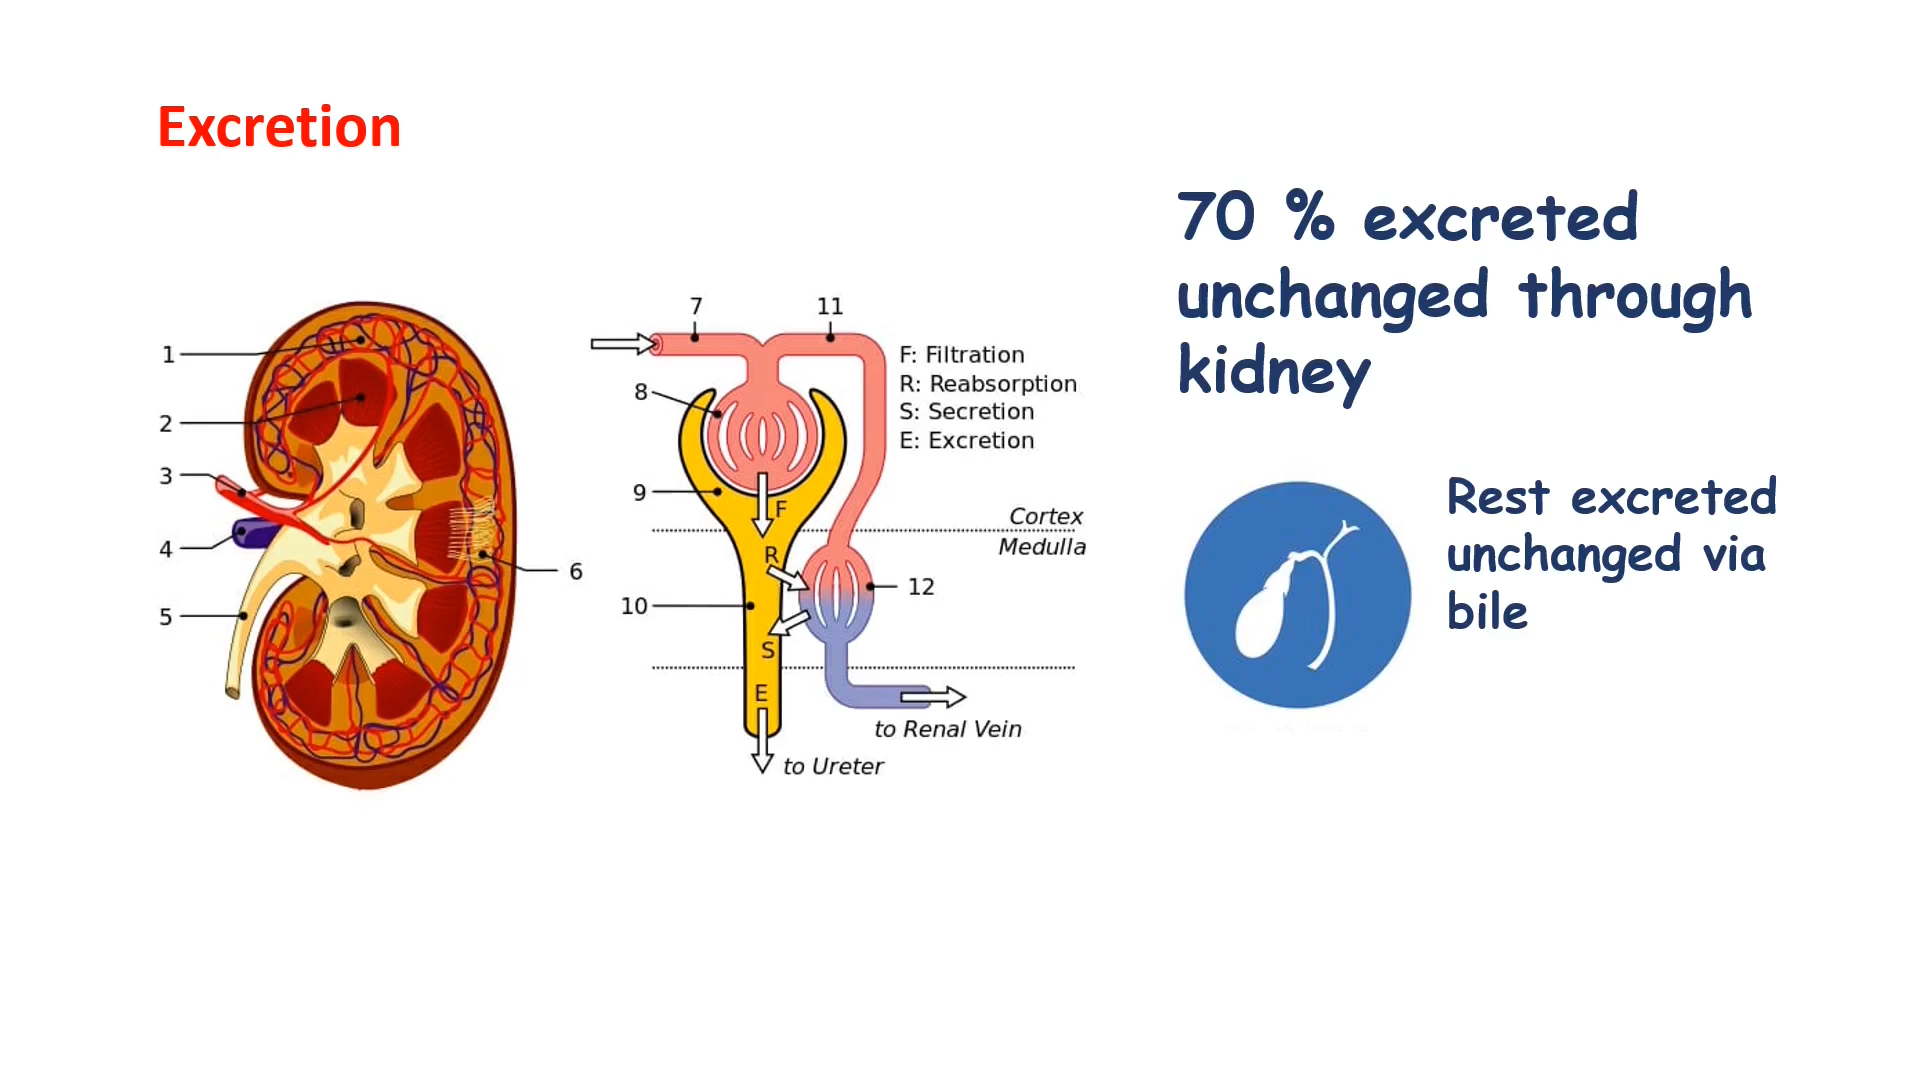 Excretion
70 % excreted
unchanged through
kidney
Rest excreted
unchanged via
bile
1
2
3
4
5
6
7
11
8
9
10
12
F: Filtration
R: Reabsorption
S: Secretion
E: Excretion
F
R
S
E
Cortex
Medulla
to Renal Vein
to Ureter